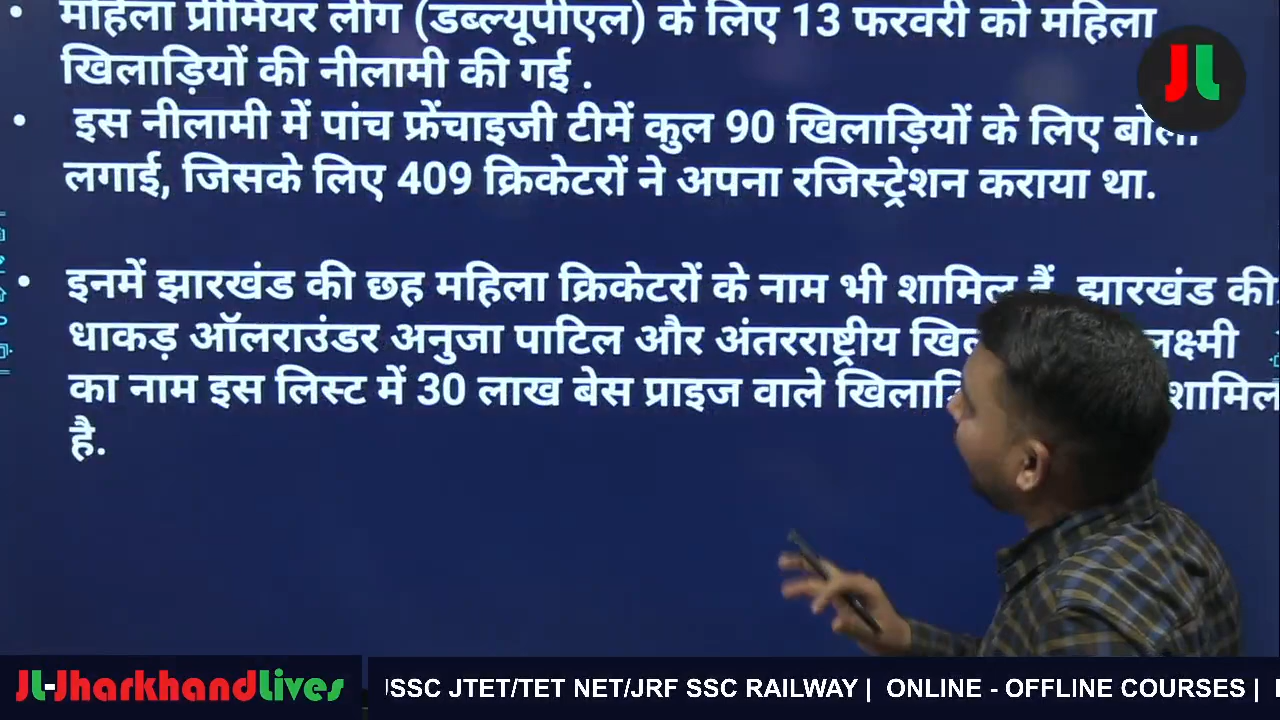 महिला प्रीमियर लीग (डब्ल्यूपीएल) के लिए 13 फरवरी को महिला
खिलाड़ियों की नीलामी की गई .
इस नीलामी में पांच फ्रेंचाइजी टीमें कुल 90 खिलाड़ियों के लिए बोली
लगाई, जिसके लिए 409 क्रिकेटरों ने अपना रजिस्ट्रेशन कराया था.
इनमें झारखंड की छह महिला क्रिकेटरों के नाम भी शामिल हैं. झारखंड की
धाकड़ ऑलराउंडर अनुजा पाटिल और अंतरराष्ट्रीय लक्ष्मी
का नाम इस लिस्ट में 30 लाख बेस प्राइज वाले शामिल
है.
JL
JL-JharkhandLives
JSSC JTET/TET NET/JRF SSC RAILWAY | ONLINE - OFFLINE COURSES |